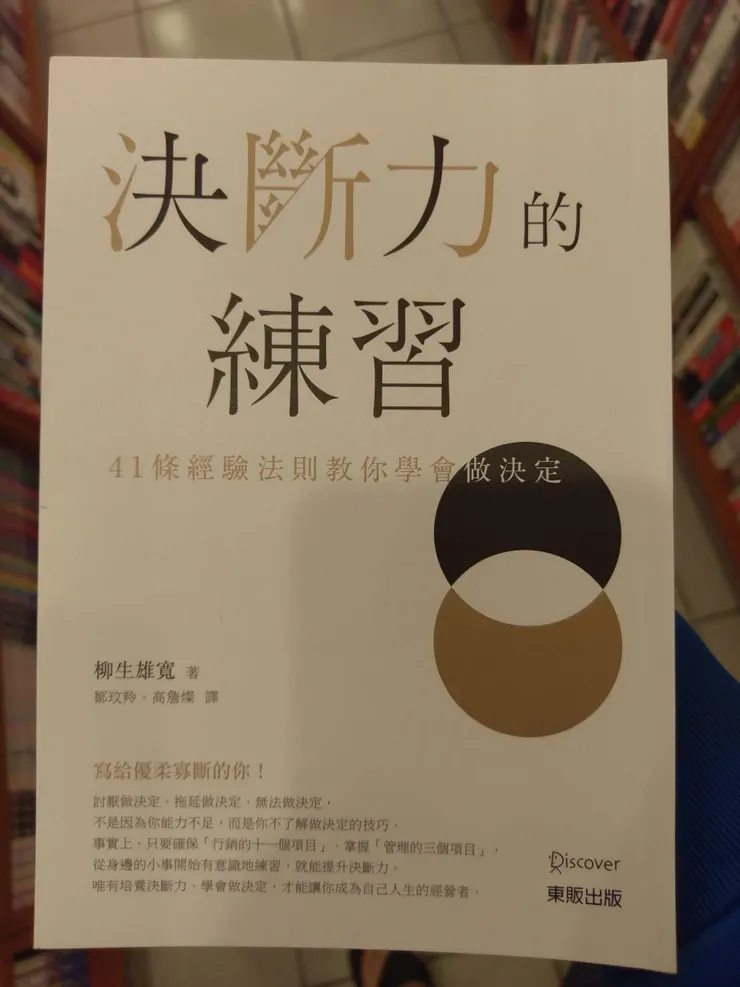 決斷力的
練習
41條經驗法則教你學會做決定
柳生雄寬 著
鄒玟羚、高詹燦 譯
寫給優柔寡斷的你！
討厭做決定、拖延做決定、無法做決定，
不是因為你能力不足，而是你不了解做決定的技巧。
事實上，只要確保「行銷的十一個項目」、掌握「管理的三個項目」，
從身邊的小事開始有意識地練習，就能提升決斷力。
唯有培養決斷力、學會做決定，才能讓你成為自己人生的經營者。
Discover
東販出版